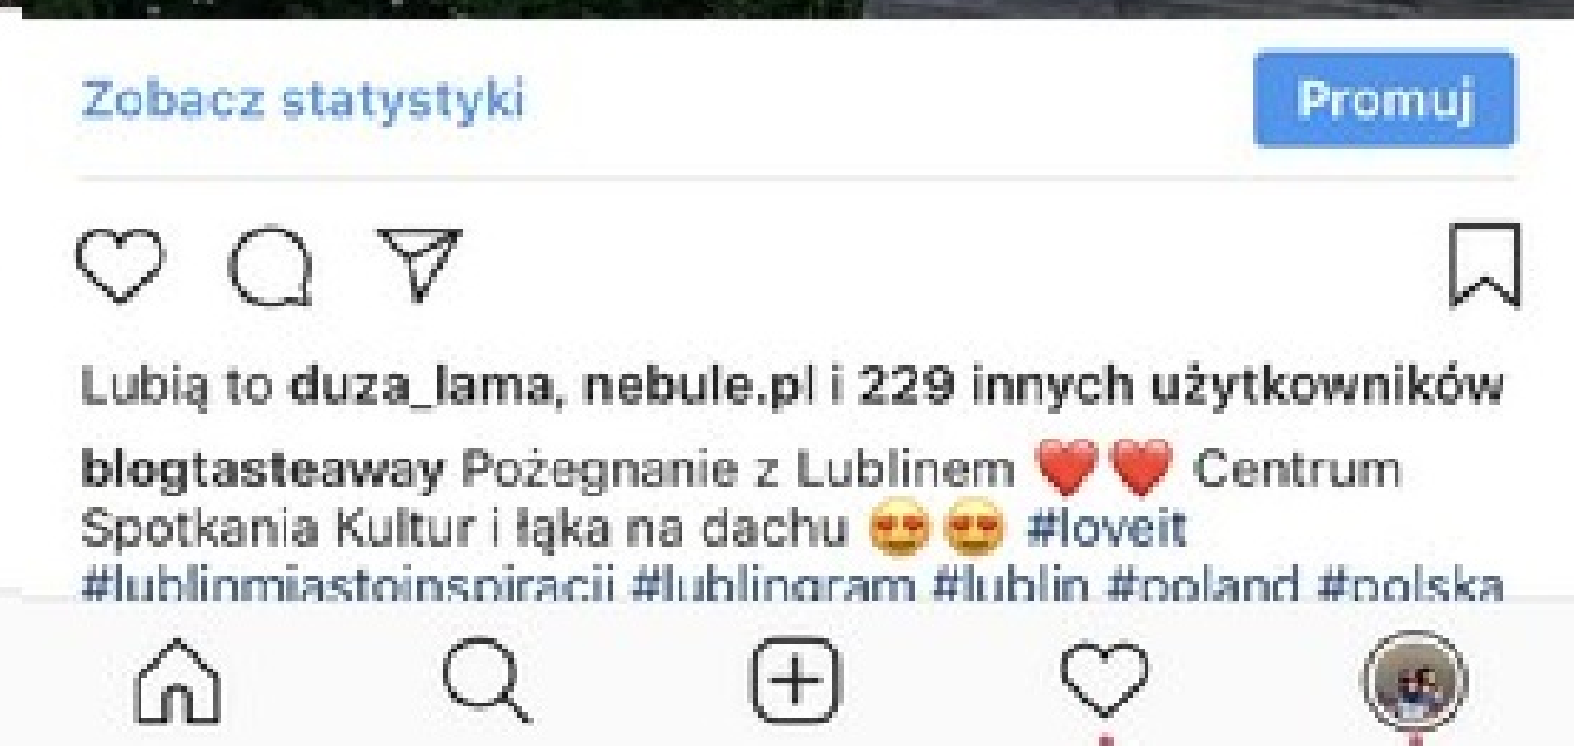 Zobacz statystyki
Promuj
Lubią to duza_lama, nebule.pl i 229 innych użytkowników
blogtasteaway Pożegnanie z Lublinem ❤️❤️ Centrum
Spotkania Kultur i łąka na dachu 😍😍 #loveit
#lublinmiastoinspiracji #lublingram #lublin #poland #polska